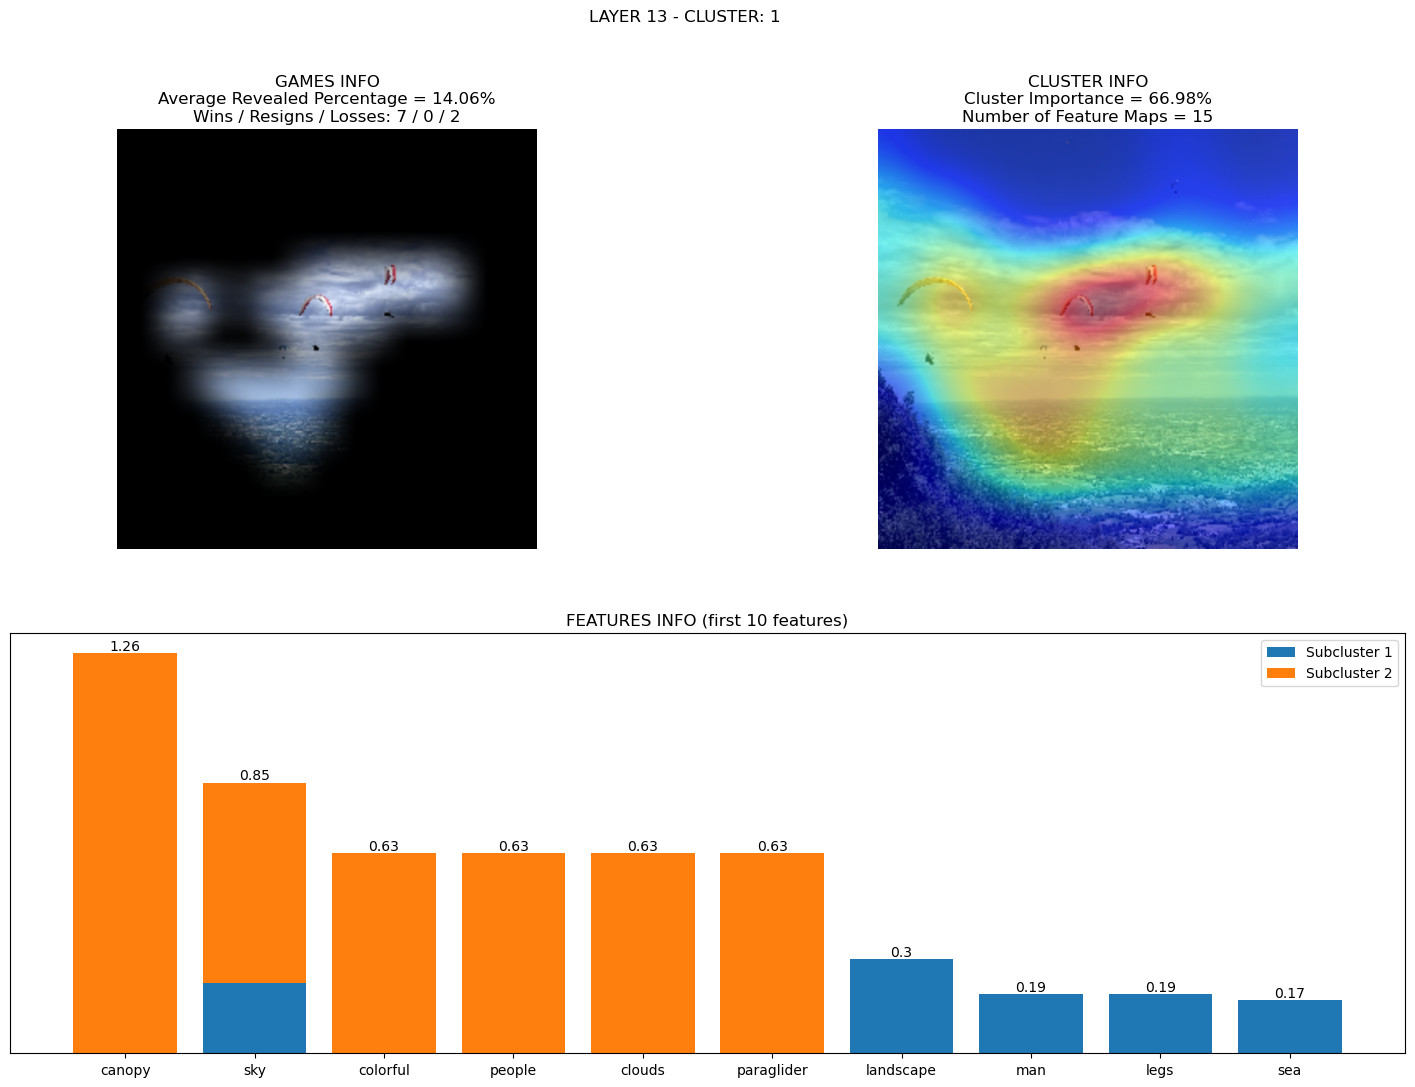 LAYER 13 - CLUSTER: 1
GAMES INFO
Average Revealed Percentage = 14.06%
Wins / Resigns / Losses: 7 / 0 / 2
CLUSTER INFO
Cluster Importance = 66.98%
Number of Feature Maps = 15
FEATURES INFO (first 10 features)
Subcluster 1
Subcluster 2
1.26
0.85
0.63
0.63
0.63
0.63
0.3
0.19
0.19
0.17
canopy
sky
colorful
people
clouds
paraglider
landscape
man
legs
sea